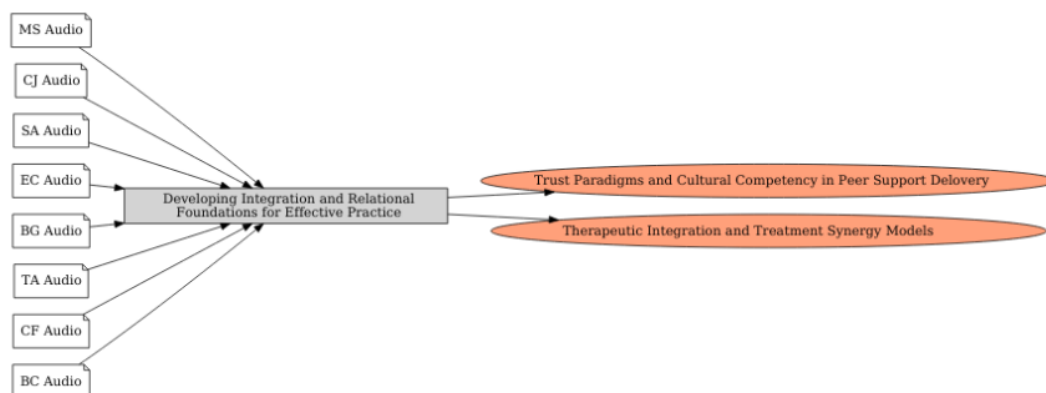 MS Audio
CJ Audio
SA Audio
EC Audio
BG Audio
TA Audio
CF Audio
BC Audio
Developing Integration and Relational
Foundations for Effective Practice
Trust Paradigms and Cultural Competency in Peer Support Delovery
Therapeutic Integration and Treatment Synergy Models